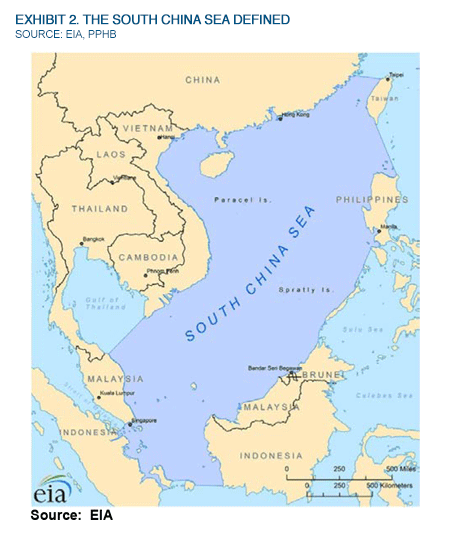 EXHIBIT 2. THE SOUTH CHINA SEA DEFINED
SOURCE: EIA, PPHB
CHINA
Taipei
Taiwan
Hong Kong
VIETNAM
Hanoi
LAOS
Vientiane
Paracel Is.
PHILIPPINES
THAILAND
Manila
Bangkok
CAMBODIA
Phnom Penh
SOUTH CHINA SEA
Spratly Is.
Gulf of
Thailand
Sulu Sea
Bandar Seri Begawan
BRUNEI
MALAYSIA
Celebes Sea
Kuala Lumpur
MALAYSIA
Singapore
INDONESIA
INDONESIA
0 250 500 Miles
0 250 500 Kilometers
eia
Source: EIA